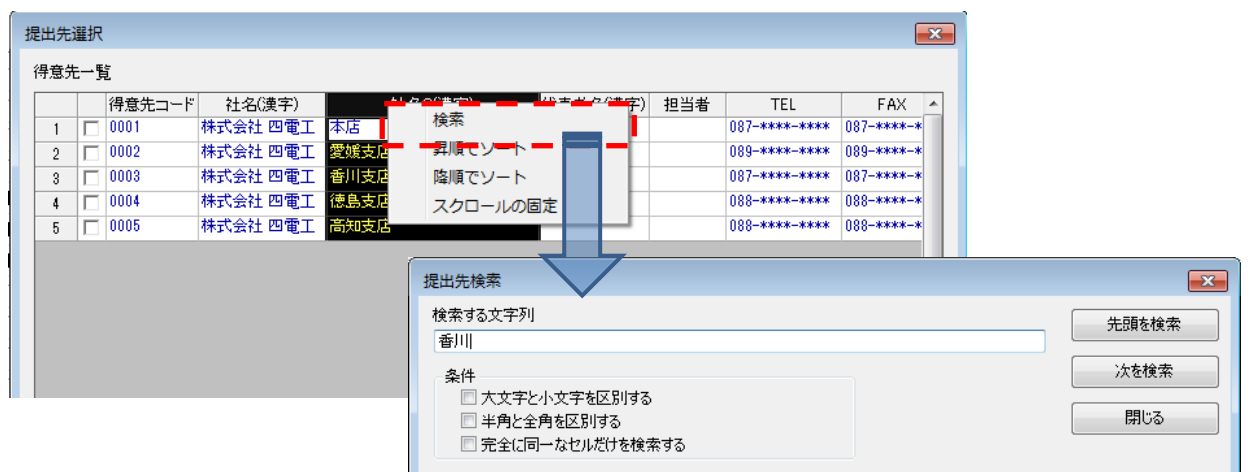 提出先選択
得意先一覧
得意先コード 社名(漢字) 担当者 TEL FAX
1 0001 株式会社 四電工 本店 087-****-**** 087-****-*
2 0002 株式会社 四電工 愛媛支店 089-****-**** 089-****-*
3 0003 株式会社 四電工 香川支店 087-****-**** 087-****-*
4 0004 株式会社 四電工 徳島支店 088-****-**** 088-****-*
5 0005 株式会社 四電工 高知支店 088-****-**** 088-****-*
検索
昇順でソート
降順でソート
スクロールの固定
提出先検索
検索する文字列
香川
先頭を検索
条件
次を検索
大文字と小文字を区別する
半角と全角を区別する
閉じる
完全に同一なセルだけを検索する